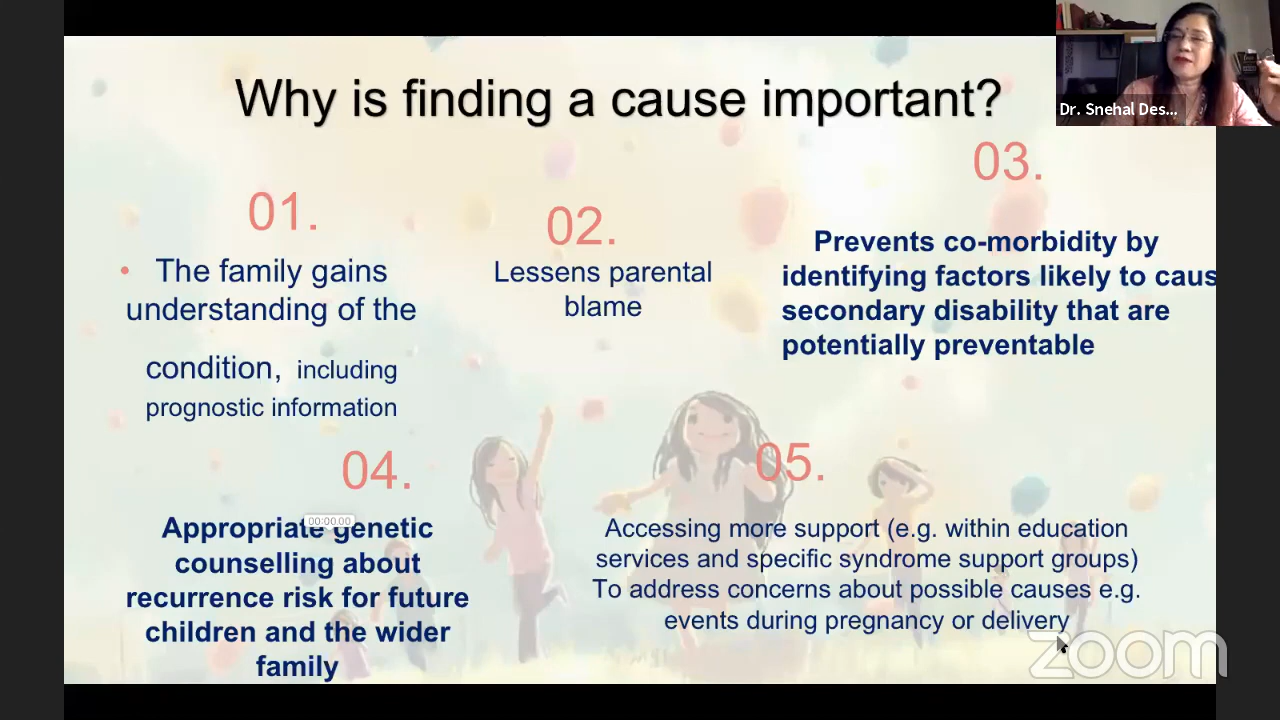 Why is finding a cause important?
Dr. Snehal Des...
01.
• The family gains
understanding of the
condition, including
prognostic information
02.
Lessens parental
blame
03.
Prevents co-morbidity by
identifying factors likely to caus
secondary disability that are
potentially preventable
04.
00:00.00
Appropriate genetic
counselling about
recurrence risk for future
children and the wider
family
05.
Accessing more support (e.g. within education
services and specific syndrome support groups)
To address concerns about possible causes e.g.
events during pregnancy or delivery
zoom